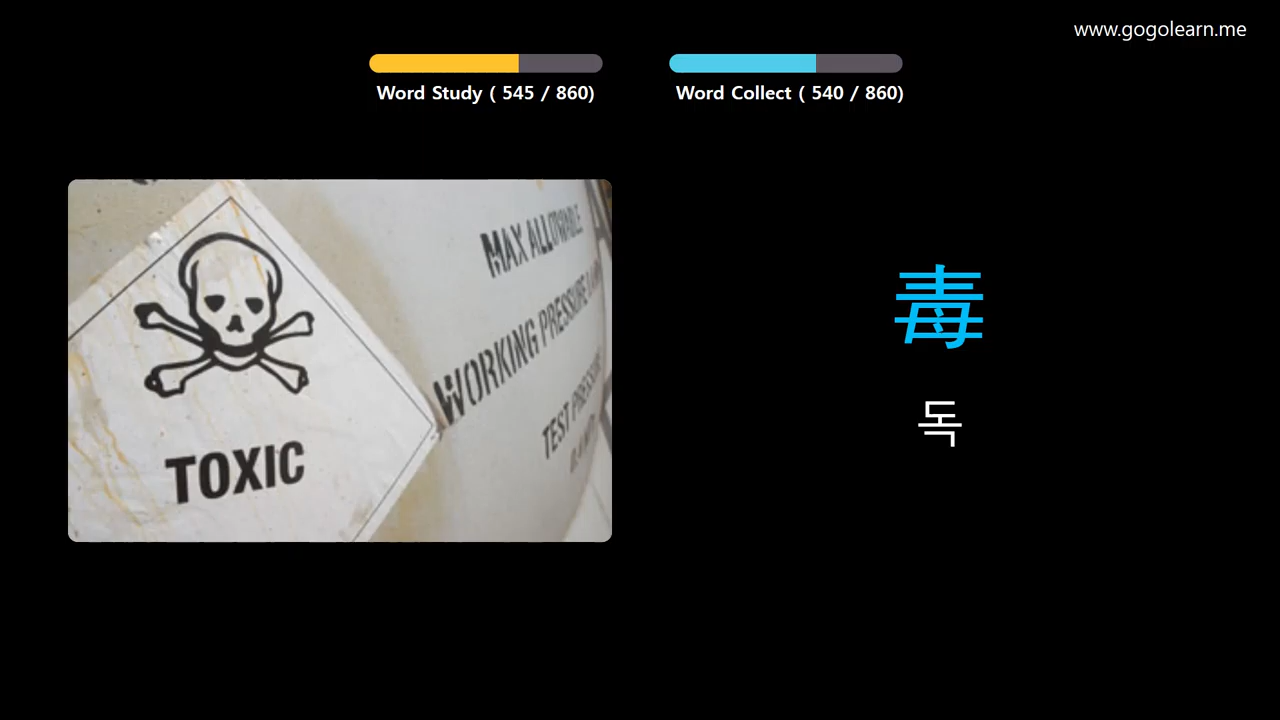 www.gogolearn.me
Word Study ( 545 / 860)
Word Collect ( 540 / 860)
MAX ALLOWABLE
WORKING PRESSURE
TEST PRESSURE
TOXIC
毒
독